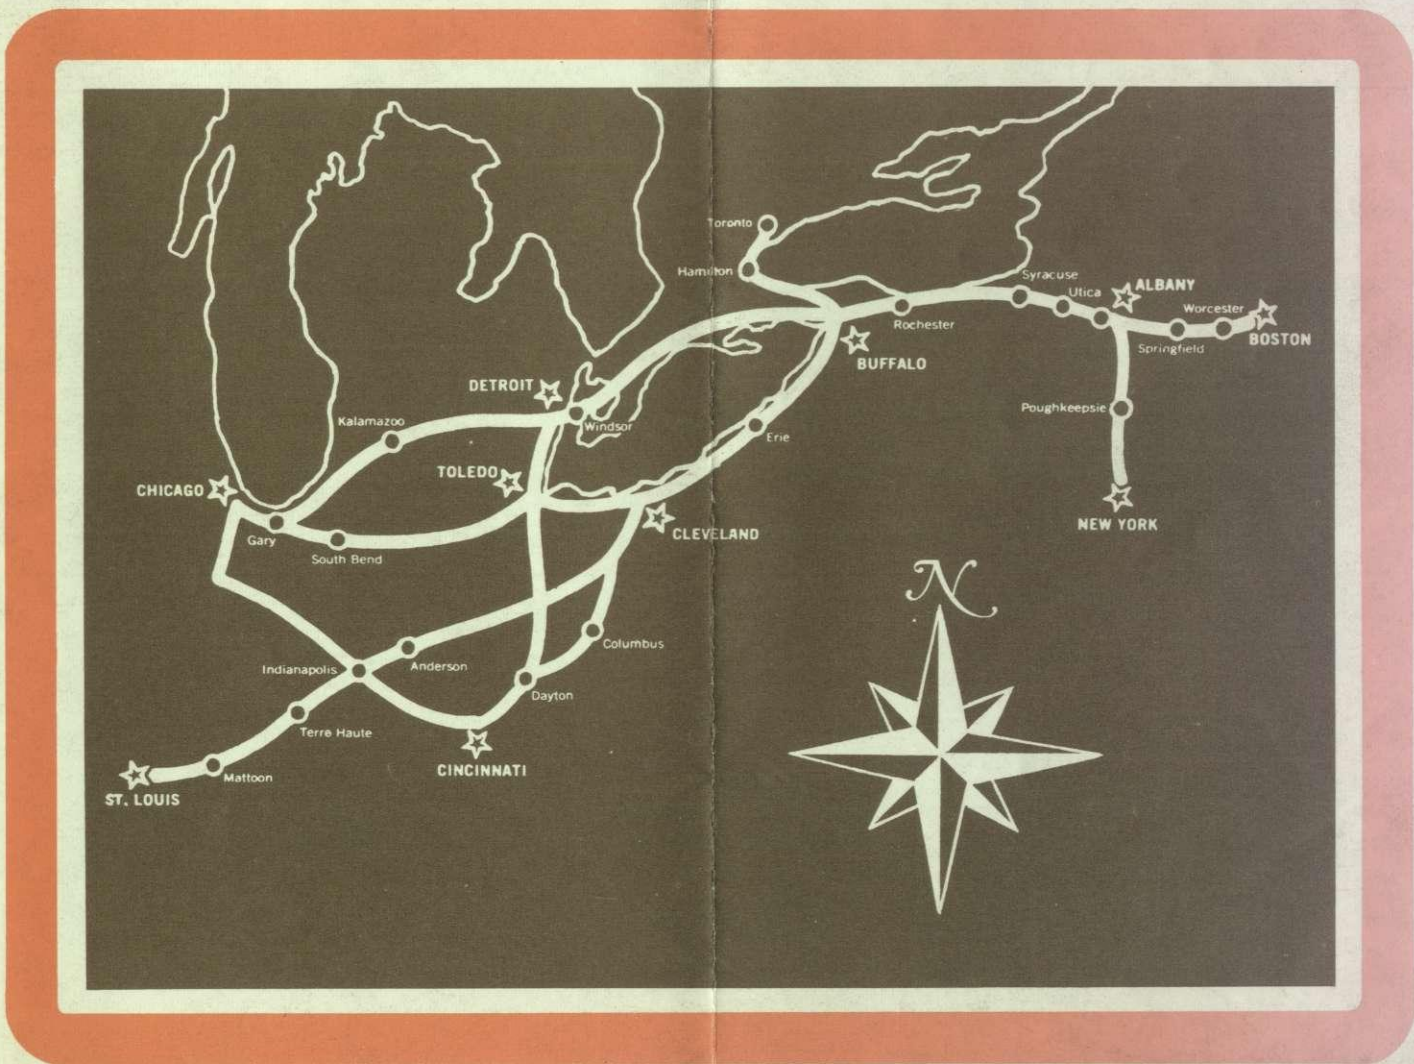 Toronto
Hamilton
Syracuse
Utica
ALBANY
Worcester
BOSTON
Rochester
Springfield
BUFFALO
DETROIT
Windsor
Kalamazoo
Poughkeepsie
Erie
TOLEDO
CHICAGO
NEW YORK
CLEVELAND
Gary
South Bend
N
Columbus
Anderson
Indianapolis
Dayton
Terre Haute
CINCINNATI
Mattoon
ST. LOUIS